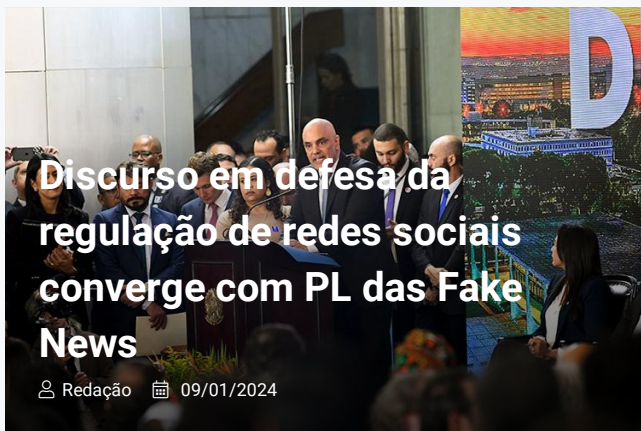 D
Discurso em defesa da
regulação de redes sociais
converge com PL das Fake
News
Redação 09/01/2024